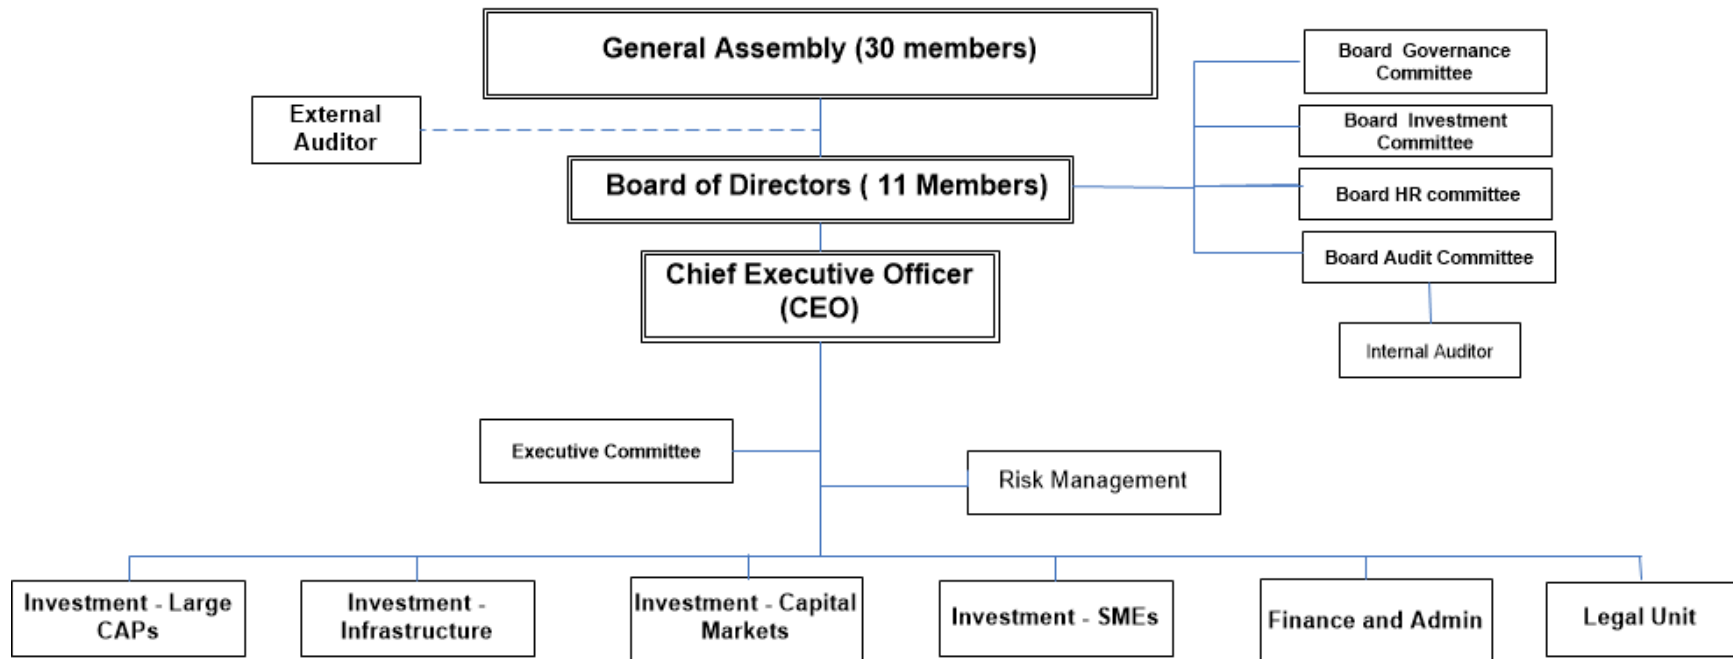 General Assembly (30 members)
Board Governance
Committee
External
Auditor
Board Investment
Committee
Board of Directors ( 11 Members)
Board HR committee
Board Audit Committee
Chief Executive Officer
(CEO)
Internal Auditor
Executive Committee
Risk Management
Investment - Large
CAPs
Investment -
Infrastructure
Investment - Capital
Markets
Investment - SMEs
Finance and Admin
Legal Unit